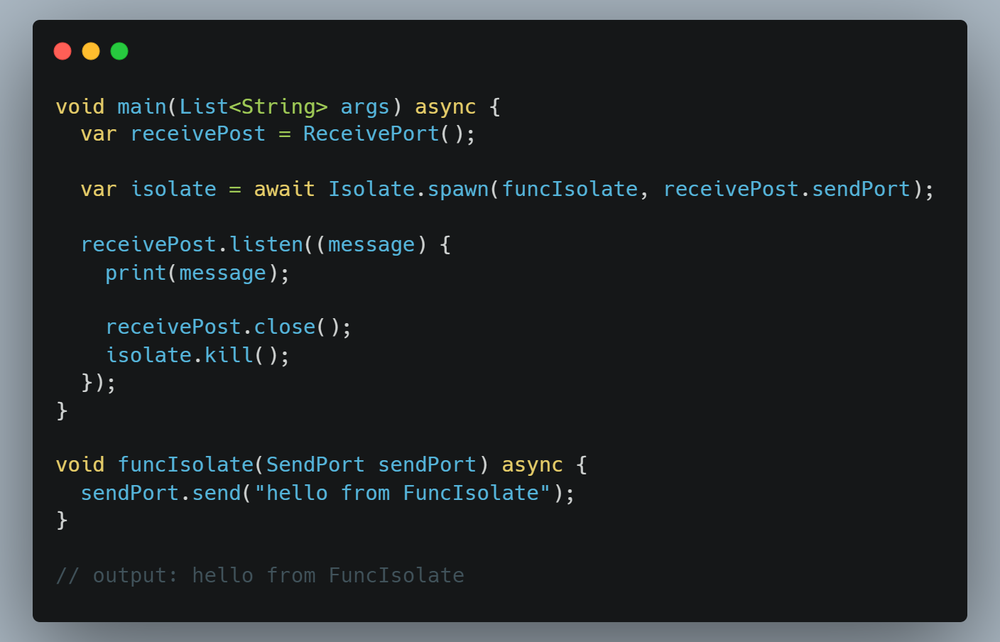 void main(List<String> args) async {
  var receivePost = ReceivePort();

  var isolate = await Isolate.spawn(funcIsolate, receivePost.sendPort);

  receivePost.listen((message) {
    print(message);

    receivePost.close();
    isolate.kill();
  });
}

void funcIsolate(SendPort sendPort) async {
  sendPort.send("hello from FuncIsolate");
}

// output: hello from FuncIsolate